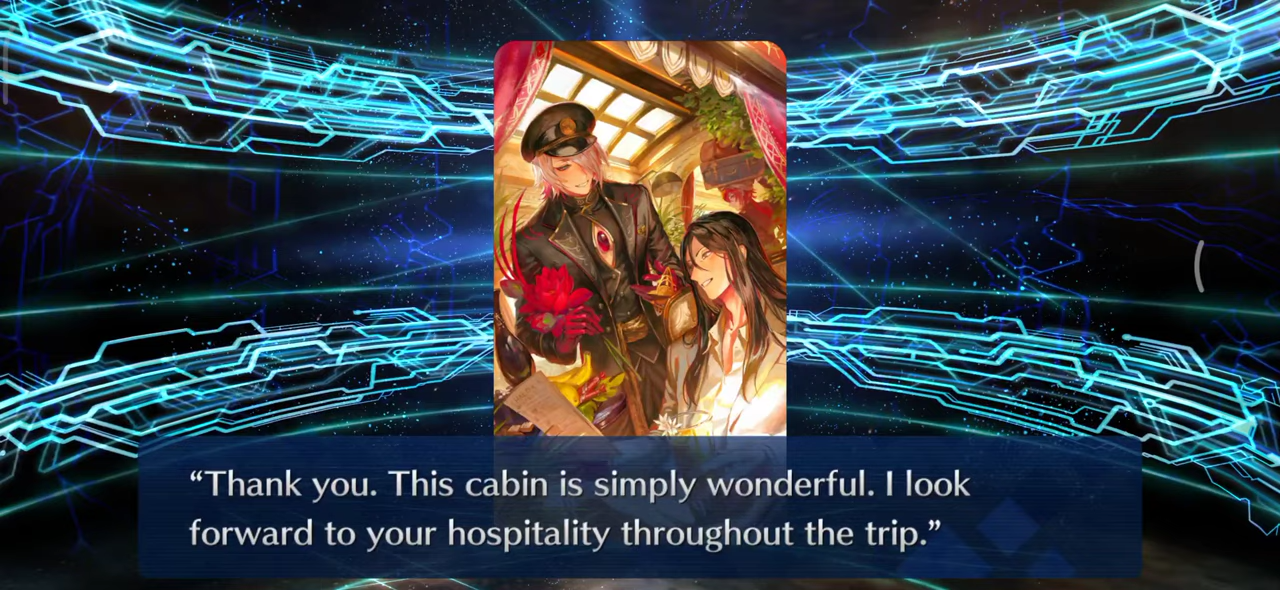 “Thank you. This cabin is simply wonderful. I look
forward to your hospitality throughout the trip.”